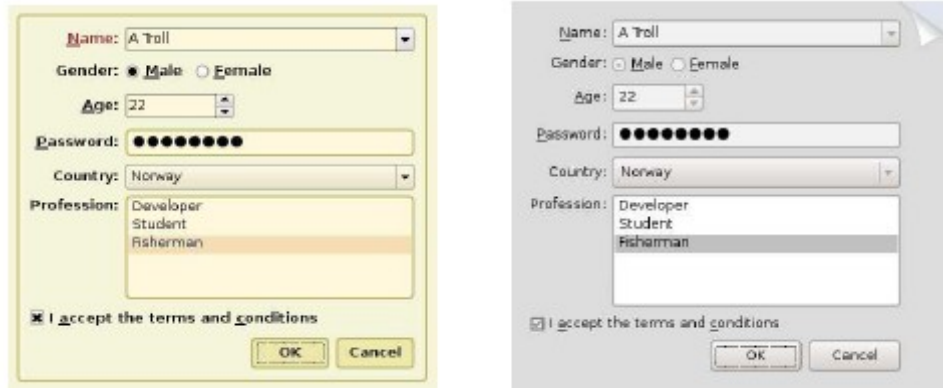 Name: A Troll
Gender: Male Female
Age: 22
Password: ●●●●●●●●
Country: Norway
Profession: Developer
Student
Fisherman
I accept the terms and conditions
OK Cancel
Name: A Troll
Gender: Male Female
Age: 22
Password: ●●●●●●●●
Country: Norway
Profession: Developer
Student
Fisherman
I accept the terms and conditions
OK Cancel